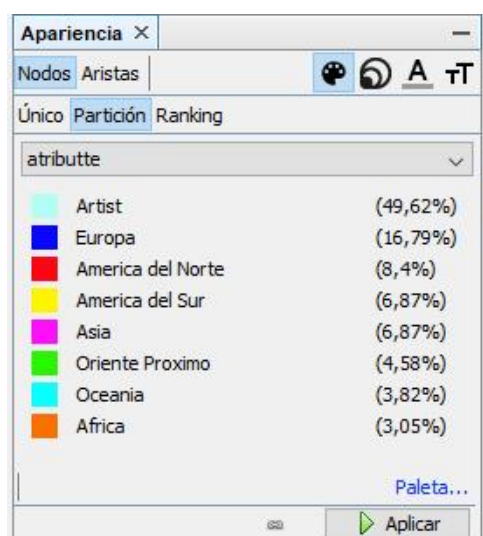 Apariencia ×
Nodos Aristas A TT
Único Partición Ranking
atributte
Artist (49,62%)
Europa (16,79%)
America del Norte (8,4%)
America del Sur (6,87%)
Asia (6,87%)
Oriente Proximo (4,58%)
Oceania (3,82%)
Africa (3,05%)
Paleta...
Aplicar